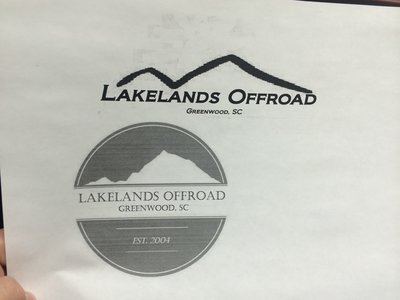 LAKELANDS OFFROAD
GREENWOOD, SC
LAKELANDS OFFROAD
GREENWOOD, SC
EST. 2004